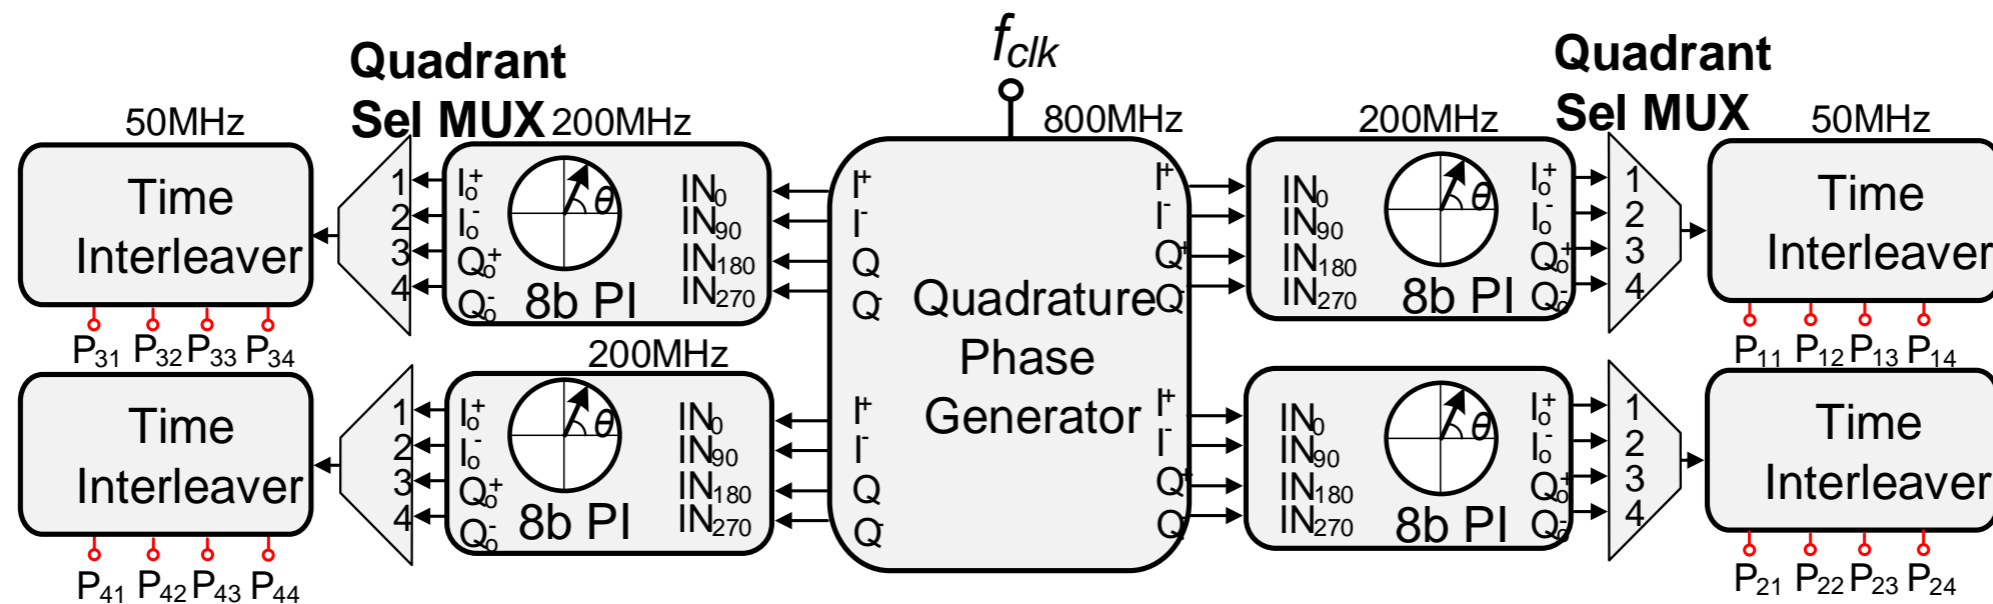 f_clk
Quadrant
Sel MUX
Quadrant
Sel MUX
50MHz
200MHz
800MHz
200MHz
50MHz
Time
Interleaver
1
2
3
4
I_o^+
I_o^-
Q_o^+
Q_o^-
θ
8b PI
IN_0
IN_90
IN_180
IN_270
I^+
I^-
Q
Q^-
P_31 P_32 P_33 P_34
200MHz
Time
Interleaver
1
2
3
4
I_o^+
I_o^-
Q_o^+
Q_o^-
θ
8b PI
IN_0
IN_90
IN_180
IN_270
I^+
I^-
Q
Q^-
P_41 P_42 P_43 P_44
Quadrature
Phase
Generator
I^+
I^-
Q^+
Q^-
IN_0
IN_90
IN_180
IN_270
θ
8b PI
I_o^+
I_o^-
Q_o^+
Q_o^-
1
2
3
4
Time
Interleaver
P_11 P_12 P_13 P_14
I^+
I^-
Q^+
Q^-
IN_0
IN_90
IN_180
IN_270
θ
8b PI
I_o^+
I_o^-
Q_o^+
Q_o^-
1
2
3
4
Time
Interleaver
P_21 P_22 P_23 P_24